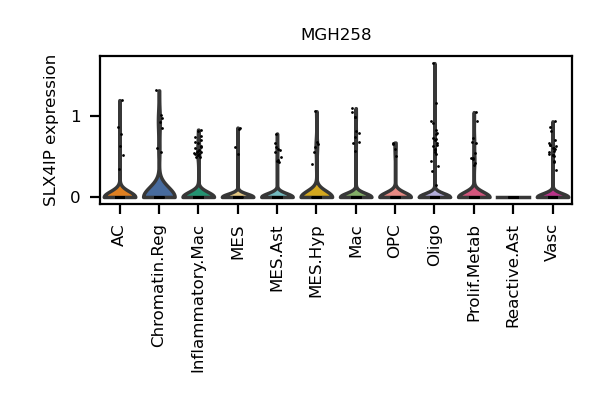 MGH258
SLX4IP expression
1
0
AC
Chromatin.Reg
Inflammatory.Mac
MES
MES.Ast
MES.Hyp
Mac
OPC
Oligo
Prolif.Metab
Reactive.Ast
Vasc